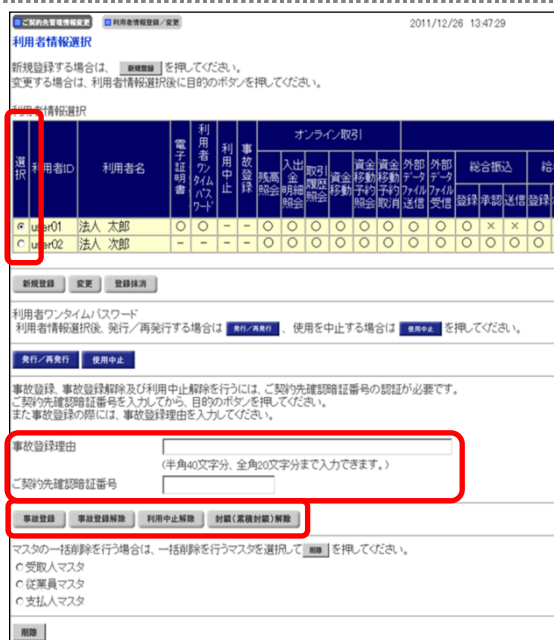 ご契約先管理情報変更 利用者情報登録/変更 2011/12/26 13:47:29
利用者情報選択
新規登録する場合は、 新規登録 を押してください。
変更する場合は、利用者情報選択後に目的のボタンを押してください。
利用者情報選択
選択 利用者ID 利用者名 電子証明書 利用者ワンタイムパスワード 利用中止 事故登録 オンライン取引
残高照会 入出金明細照会 取引履歴照会 資金移動 資金移動予約照会 資金移動予約取消 外部データファイル送信 外部データファイル受信 総合振込 給
登録 承認 送信 登録
user01 法人 太郎 ○ ○ - - ○ ○ ○ ○ ○ ○ ○ ○ ○ × × ○
user02 法人 次郎 - - - - ○ ○ ○ ○ ○ ○ ○ ○ ○ ○ ○ ○
新規登録 変更 登録抹消
利用者ワンタイムパスワード
利用者情報選択後、発行/再発行する場合は 発行/再発行 、使用を中止する場合は 使用中止 を押してください。
発行/再発行 使用中止
事故登録、事故登録解除及び利用中止解除を行うには、ご契約先確認暗証番号の認証が必要です。
ご契約先確認暗証番号を入力してから、目的のボタンを押してください。
また事故登録の際には、事故登録理由を入力してください。
事故登録理由
(半角40文字分、全角20文字分まで入力できます。)
ご契約先確認暗証番号
事故登録 事故登録解除 利用中止解除 封鎖(累積封鎖)解除
マスタの一括削除を行う場合は、一括削除を行うマスタを選択して 削除 を押してください。
受取人マスタ
従業員マスタ
支払人マスタ
削除